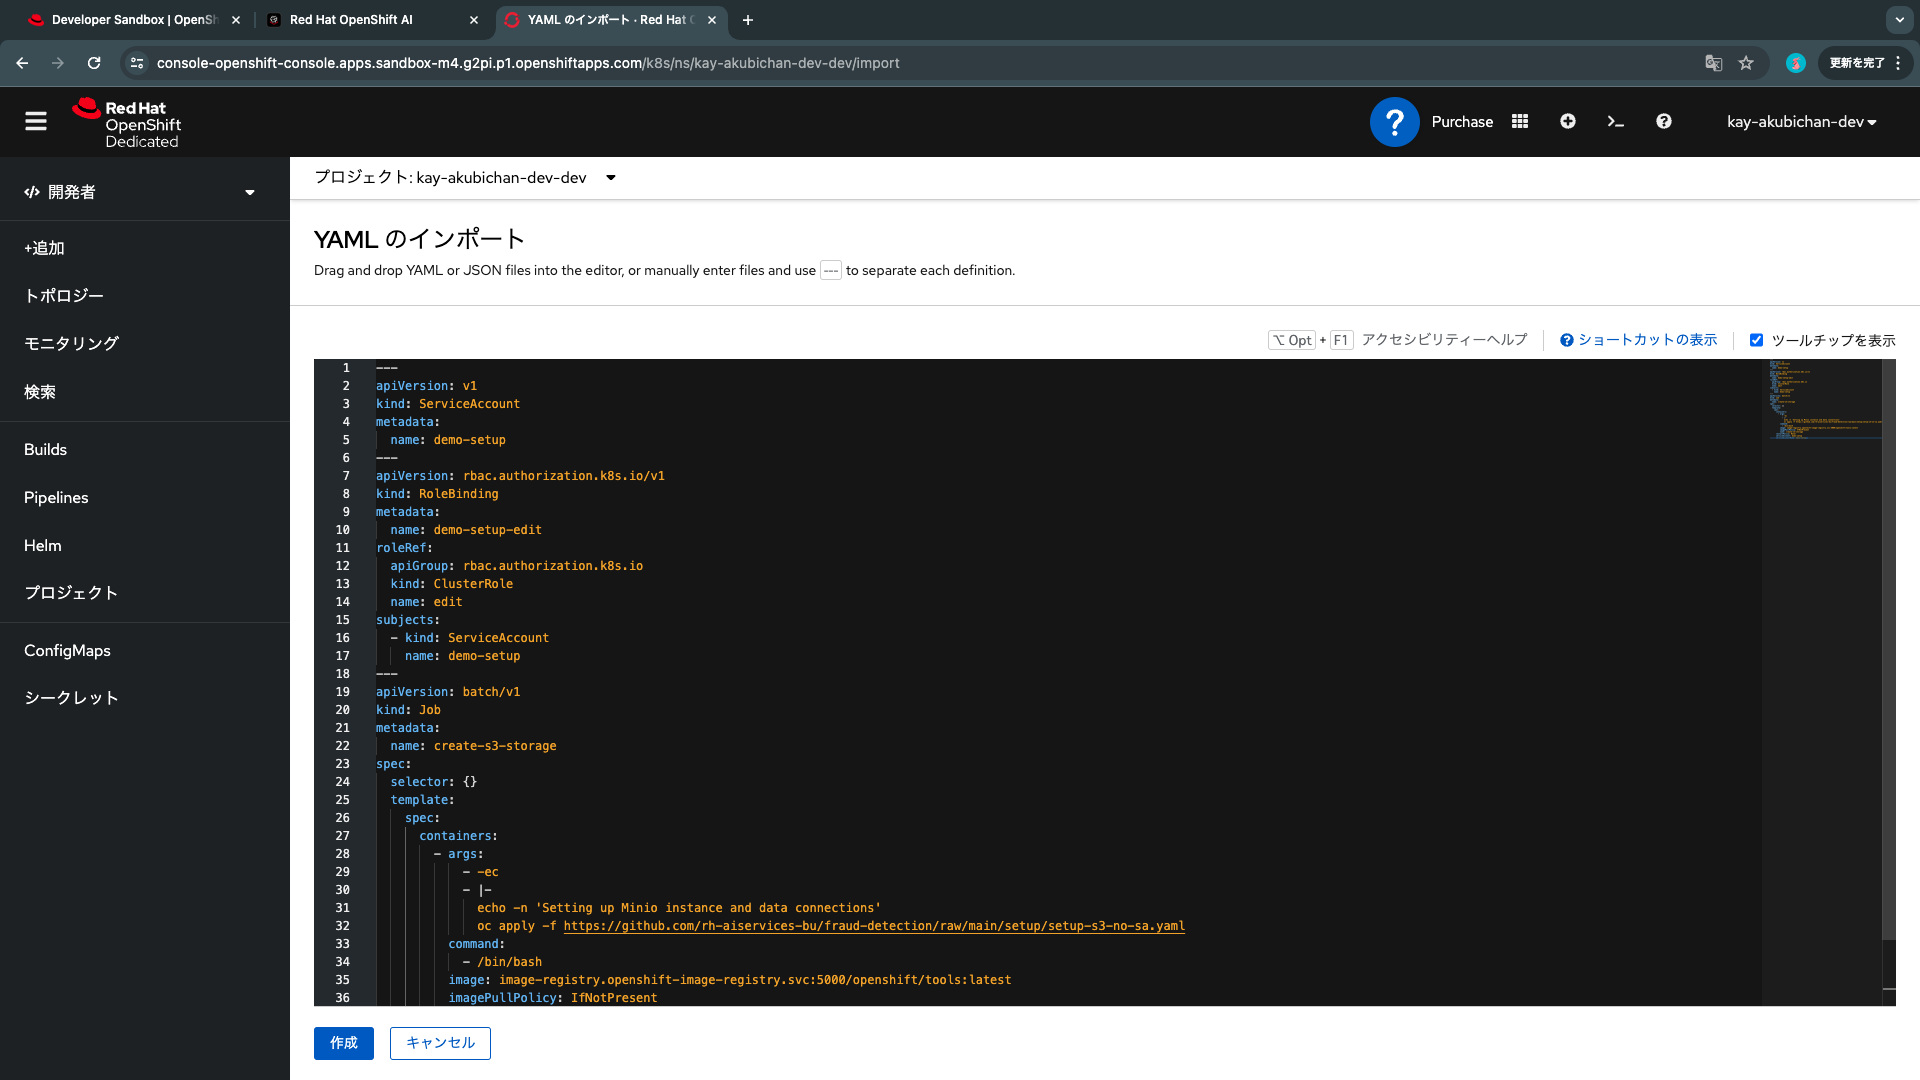 Developer Sandbox | OpenSh
Red Hat OpenShift AI
YAML のインポート · Red Hat O
console-openshift-console.apps.sandbox-m4.g2pi.p1.openshiftapps.com/k8s/ns/kay-akubichan-dev-dev/import
更新を完了
Red Hat
OpenShift
Dedicated
Purchase
kay-akubichan-dev
開発者
+追加
トポロジー
モニタリング
検索
Builds
Pipelines
Helm
プロジェクト
ConfigMaps
シークレット
プロジェクト: kay-akubichan-dev-dev
YAML のインポート
Drag and drop YAML or JSON files into the editor, or manually enter files and use --- to separate each definition.
⌥ Opt + F1 アクセシビリティーヘルプ
ショートカットの表示
ツールチップを表示
1 ---
2 apiVersion: v1
3 kind: ServiceAccount
4 metadata:
5 name: demo-setup
6 ---
7 apiVersion: rbac.authorization.k8s.io/v1
8 kind: RoleBinding
9 metadata:
10 name: demo-setup-edit
11 roleRef:
12 apiGroup: rbac.authorization.k8s.io
13 kind: ClusterRole
14 name: edit
15 subjects:
16 - kind: ServiceAccount
17 name: demo-setup
18 ---
19 apiVersion: batch/v1
20 kind: Job
21 metadata:
22 name: create-s3-storage
23 spec:
24 selector: {}
25 template:
26 spec:
27 containers:
28 - args:
29 - -ec
30 - |-
31 echo -n 'Setting up Minio instance and data connections'
32 oc apply -f https://github.com/rh-aiservices-bu/fraud-detection/raw/main/setup/setup-s3-no-sa.yaml
33 command:
34 - /bin/bash
35 image: image-registry.openshift-image-registry.svc:5000/openshift/tools:latest
36 imagePullPolicy: IfNotPresent
作成
キャンセル